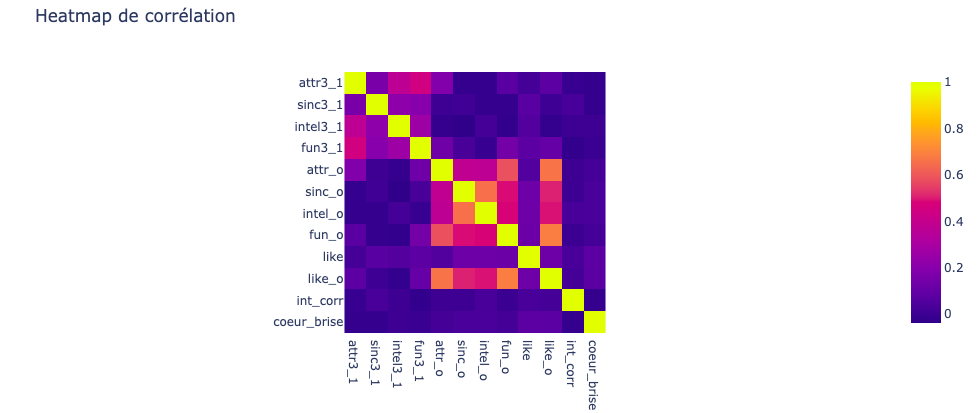 Heatmap de corrélation
attr3_1
sinc3_1
intel3_1
fun3_1
attr_o
sinc_o
intel_o
fun_o
like
like_o
int_corr
coeur_brise
attr3_1
sinc3_1
intel3_1
fun3_1
attr_o
sinc_o
intel_o
fun_o
like
like_o
int_corr
coeur_brise
1
0.8
0.6
0.4
0.2
0